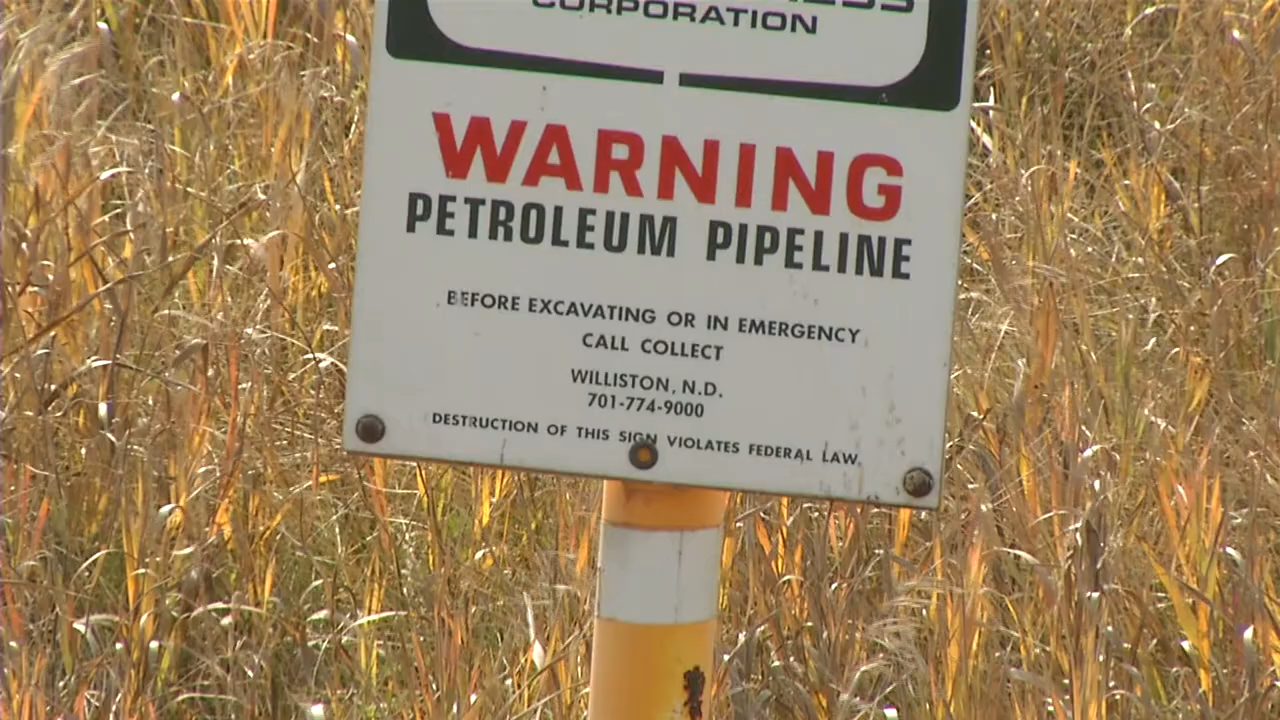 CORPORATION
WARNING
PETROLEUM PIPELINE
BEFORE EXCAVATING OR IN EMERGENCY
CALL COLLECT
WILLISTON, N.D.
701-774-9000
DESTRUCTION OF THIS SIGN VIOLATES FEDERAL LAW.